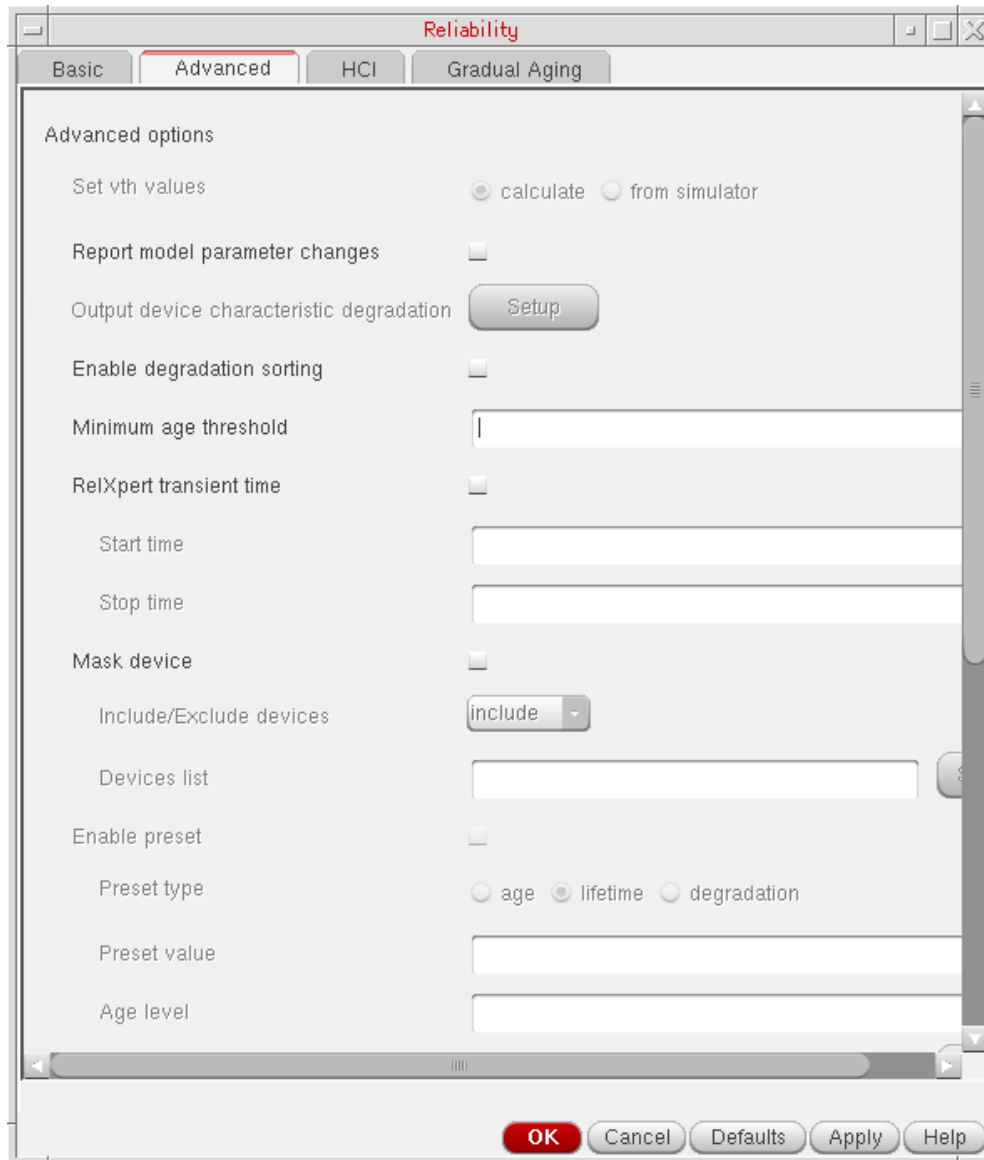 Reliability
Basic Advanced HCI Gradual Aging
Advanced options
Set vth values calculate from simulator
Report model parameter changes
Output device characteristic degradation Setup
Enable degradation sorting
Minimum age threshold
RelXpert transient time
Start time
Stop time
Mask device
Include/Exclude devices include
Devices list
Enable preset
Preset type age lifetime degradation
Preset value
Age level
OK Cancel Defaults Apply Help